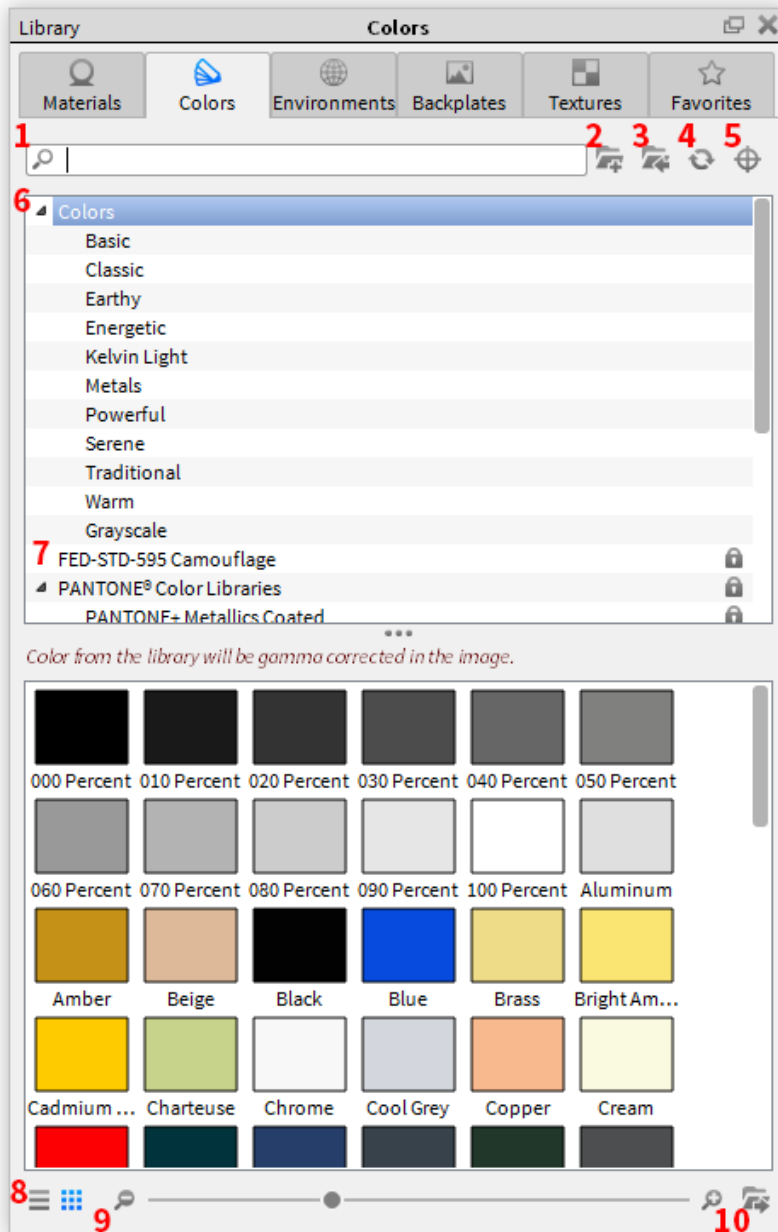 Library Colors
Materials Colors Environments Backplates Textures Favorites
1 2 3 4 5
6 Colors
Basic
Classic
Earthy
Energetic
Kelvin Light
Metals
Powerful
Serene
Traditional
Warm
Grayscale
7 FED-STD-595 Camouflage
PANTONE® Color Libraries
PANTONE+ Metallics Coated
Color from the library will be gamma corrected in the image.
000 Percent 010 Percent 020 Percent 030 Percent 040 Percent 050 Percent
060 Percent 070 Percent 080 Percent 090 Percent 100 Percent Aluminum
Amber Beige Black Blue Brass Bright Am...
Cadmium ... Charteuse Chrome Cool Grey Copper Cream
8 9 10